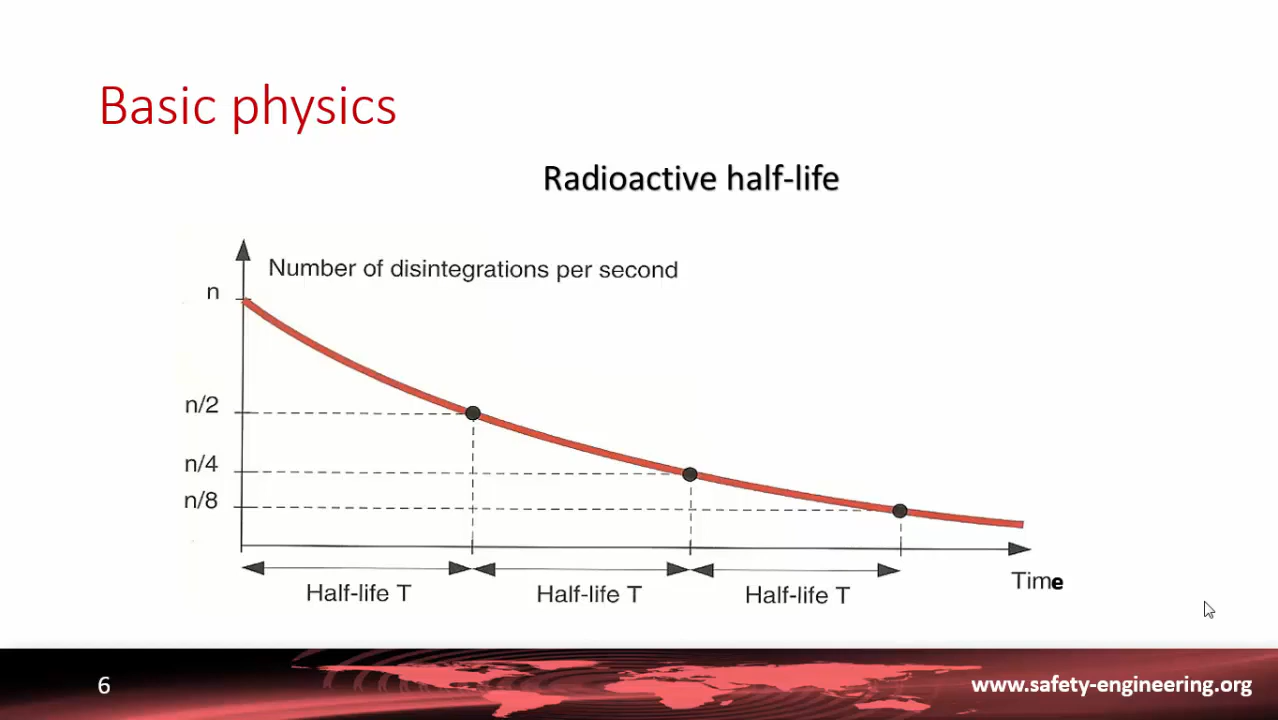 Basic physics
Radioactive half-life
Number of disintegrations per second
n
n/2
n/4
n/8
Half-life T
Half-life T
Half-life T
Time
6
www.safety-engineering.org